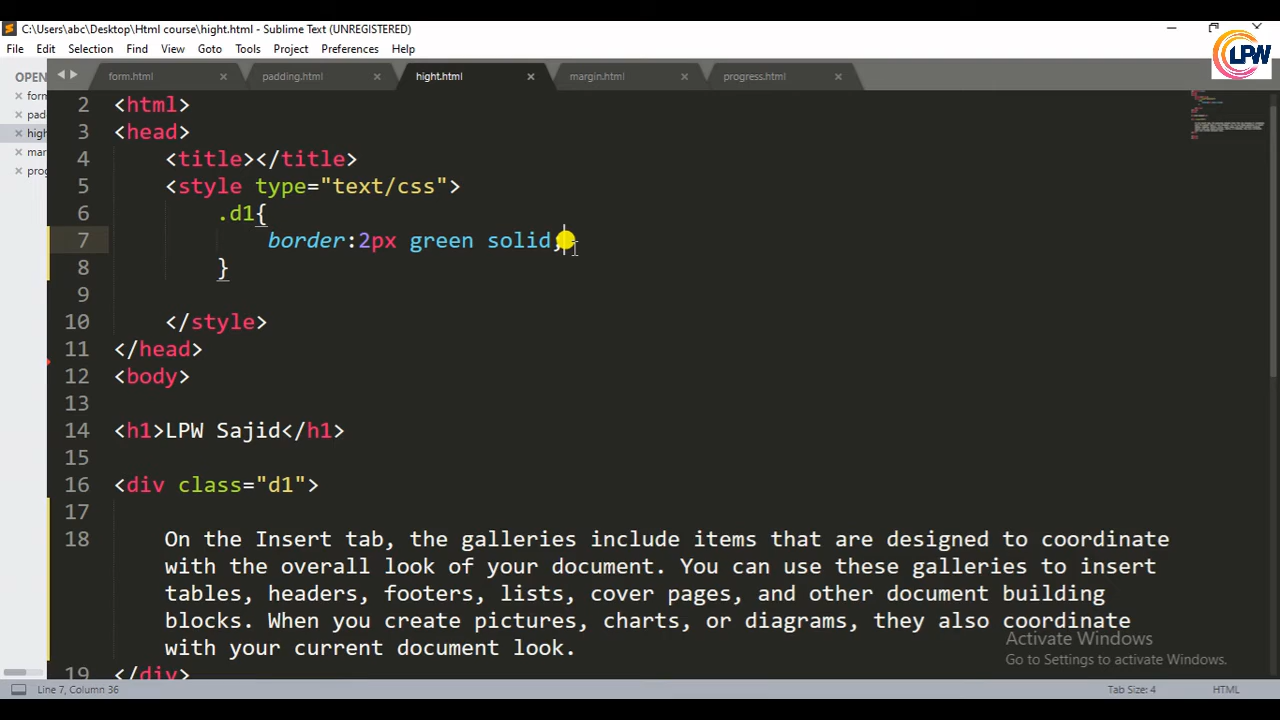 C:\Users\abc\Desktop\Html course\hight.html - Sublime Text (UNREGISTERED)
File Edit Selection Find View Goto Tools Project Preferences Help
LPW
OPEN
form.html
padding.html
hight.html
margin.html
progress.html
form
padd
high
mar
prog
2 <html>
3 <head>
4 <title></title>
5 <style type="text/css">
6 .d1{
7 border:2px green solid;
8 }
9
10 </style>
11 </head>
12 <body>
13
14 <h1>LPW Sajid</h1>
15
16 <div class="d1">
17
18 On the Insert tab, the galleries include items that are designed to coordinate
with the overall look of your document. You can use these galleries to insert
tables, headers, footers, lists, cover pages, and other document building
blocks. When you create pictures, charts, or diagrams, they also coordinate
with your current document look.
19 </div>
Activate Windows
Go to Settings to activate Windows.
Line 7, Column 36
Tab Size: 4
HTML